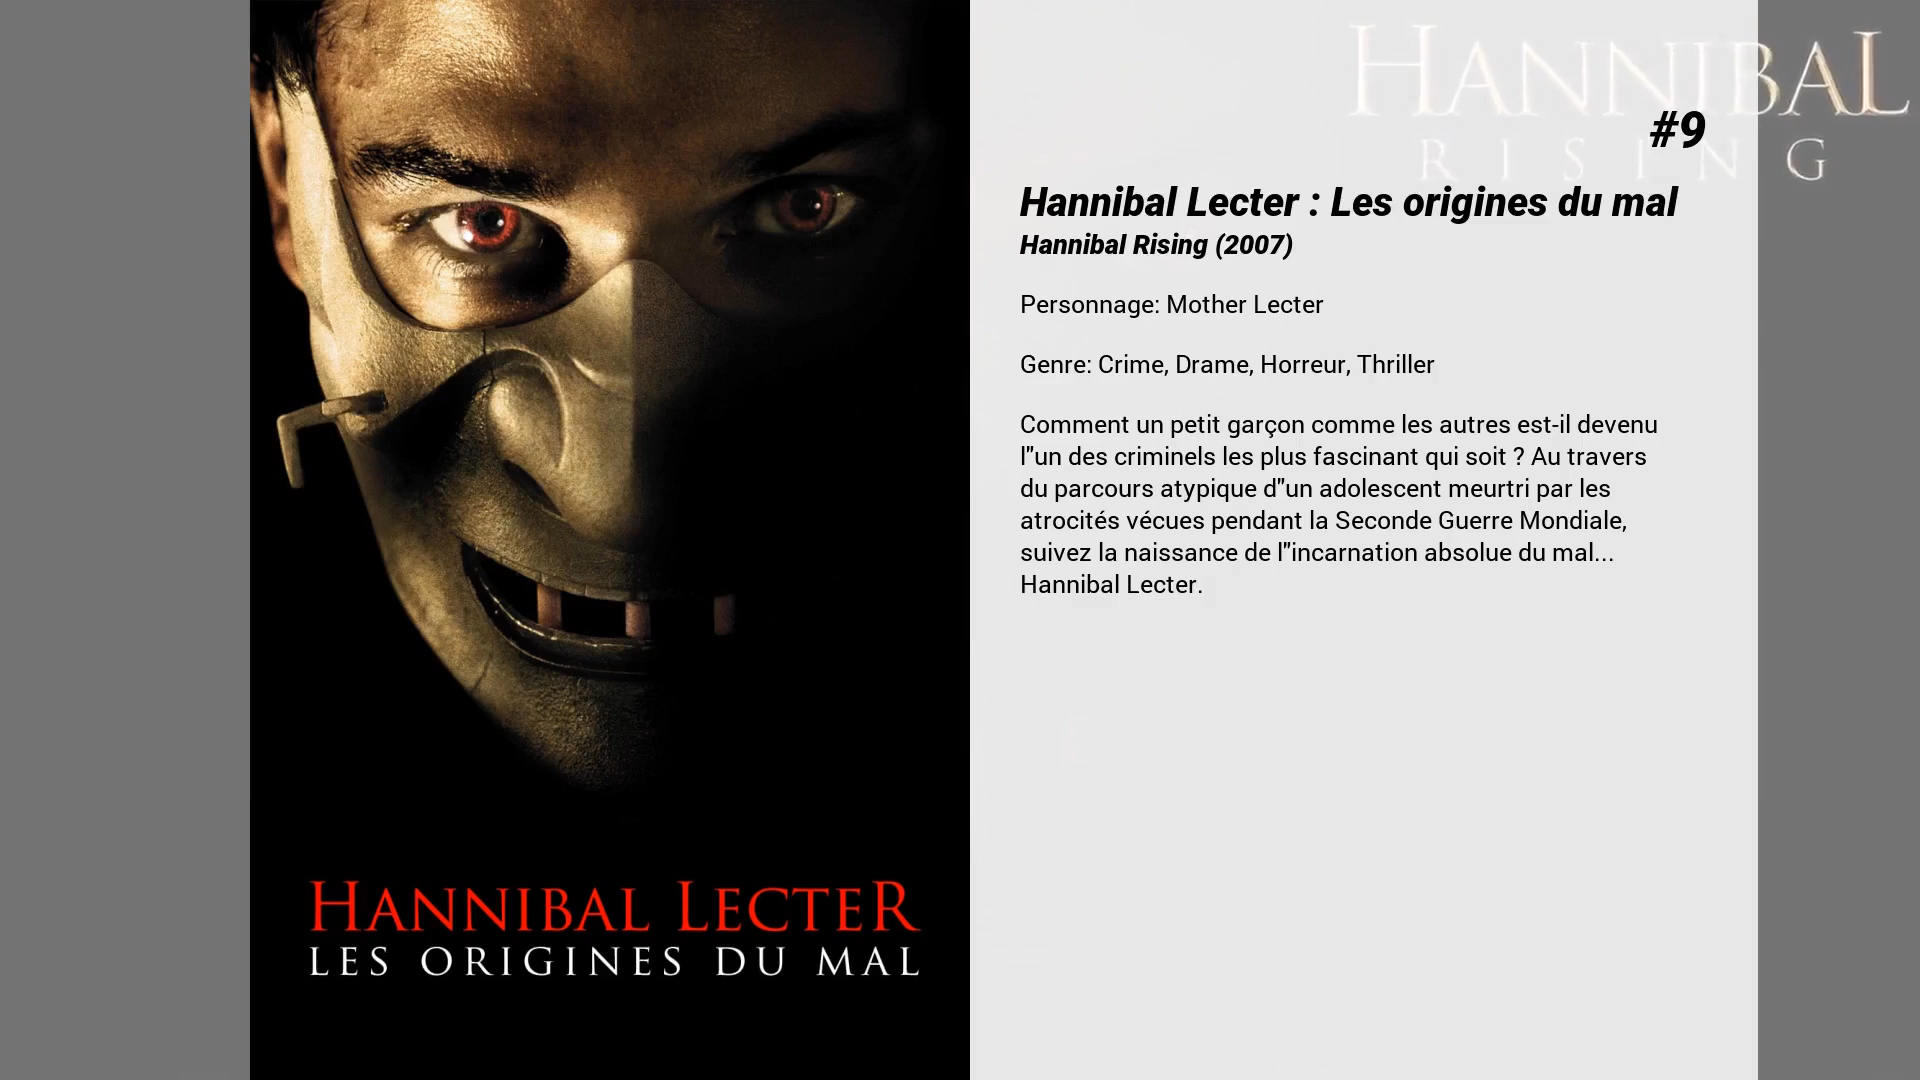 HANNIBAL
RISING
#9
Hannibal Lecter : Les origines du mal
Hannibal Rising (2007)
Personnage: Mother Lecter
Genre: Crime, Drame, Horreur, Thriller
Comment un petit garçon comme les autres est-il devenu
l"un des criminels les plus fascinant qui soit ? Au travers
du parcours atypique d"un adolescent meurtri par les
atrocités vécues pendant la Seconde Guerre Mondiale,
suivez la naissance de l"incarnation absolue du mal...
Hannibal Lecter.
HANNIBAL LECTER
LES ORIGINES DU MAL